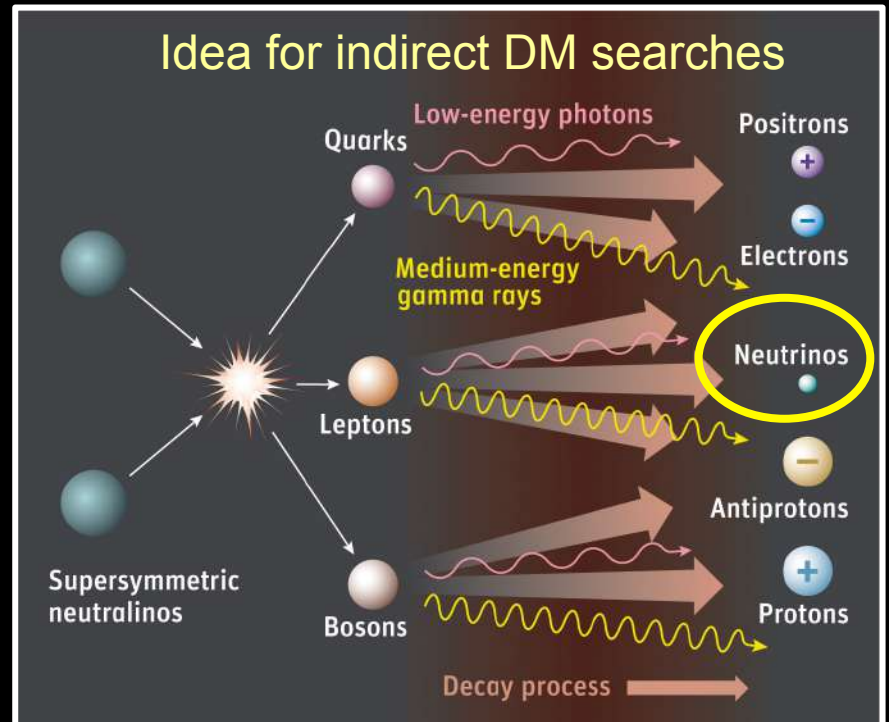 Idea for indirect DM searches
Low-energy photons
Quarks
Positrons
+
−
Electrons
Medium-energy
gamma rays
Neutrinos
Leptons
−
Antiprotons
Supersymmetric
neutralinos
Bosons
+
Protons
Decay process